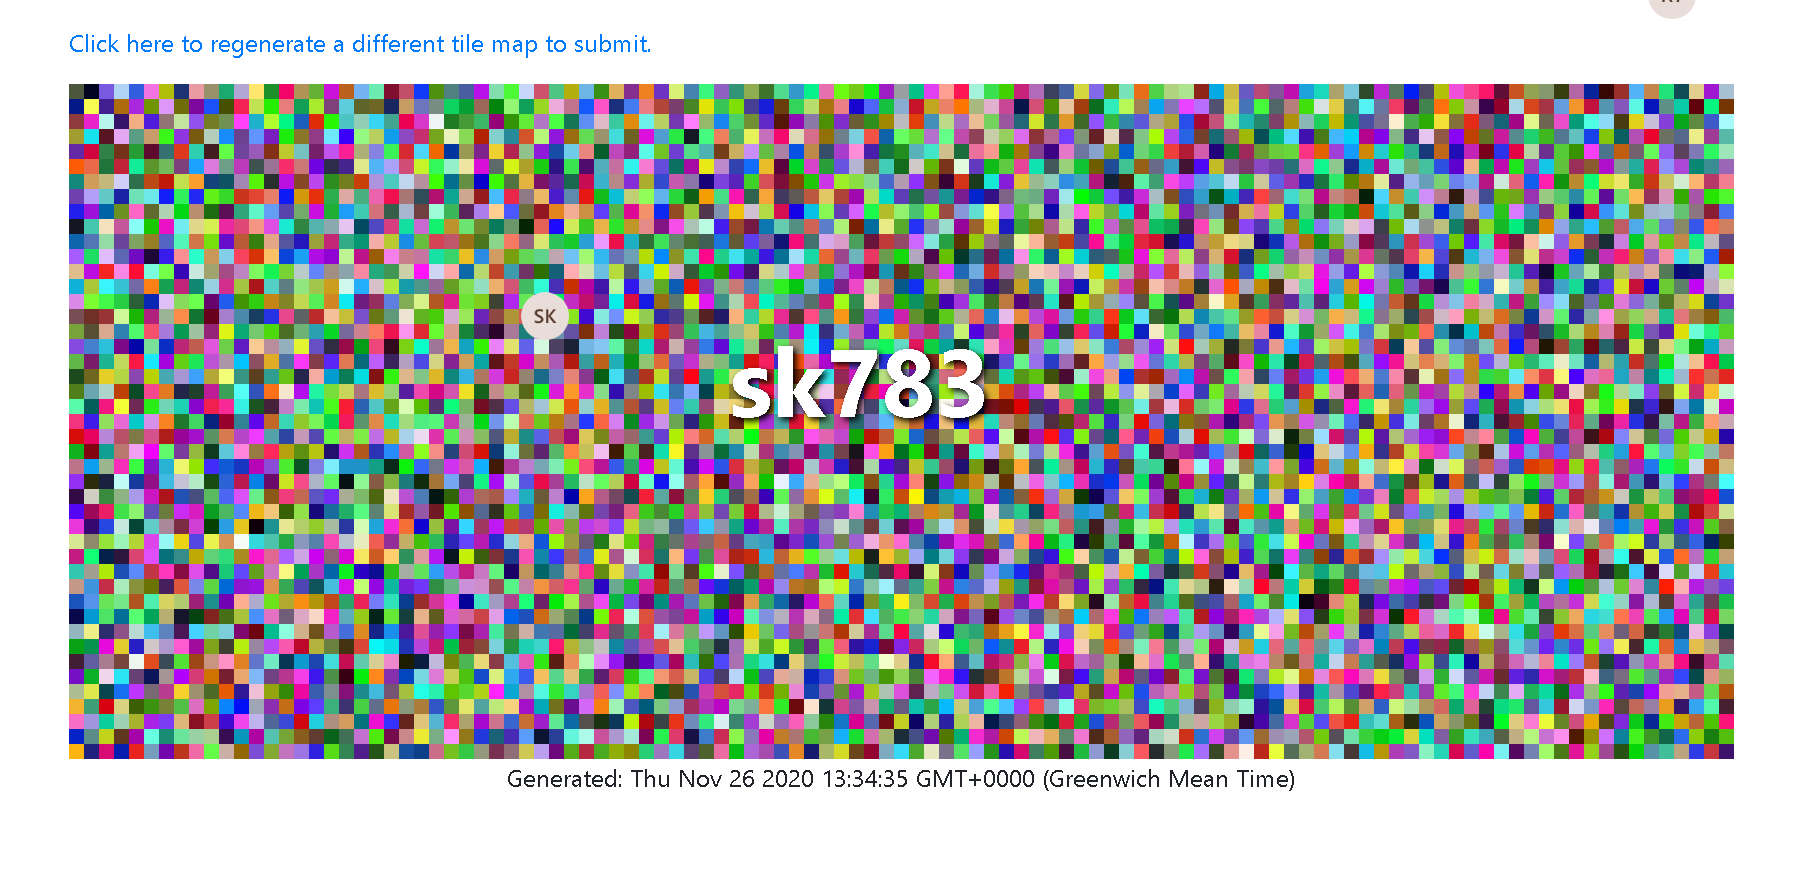 Click here to regenerate a different tile map to submit.
SK
sk783
Generated: Thu Nov 26 2020 13:34:35 GMT+0000 (Greenwich Mean Time)